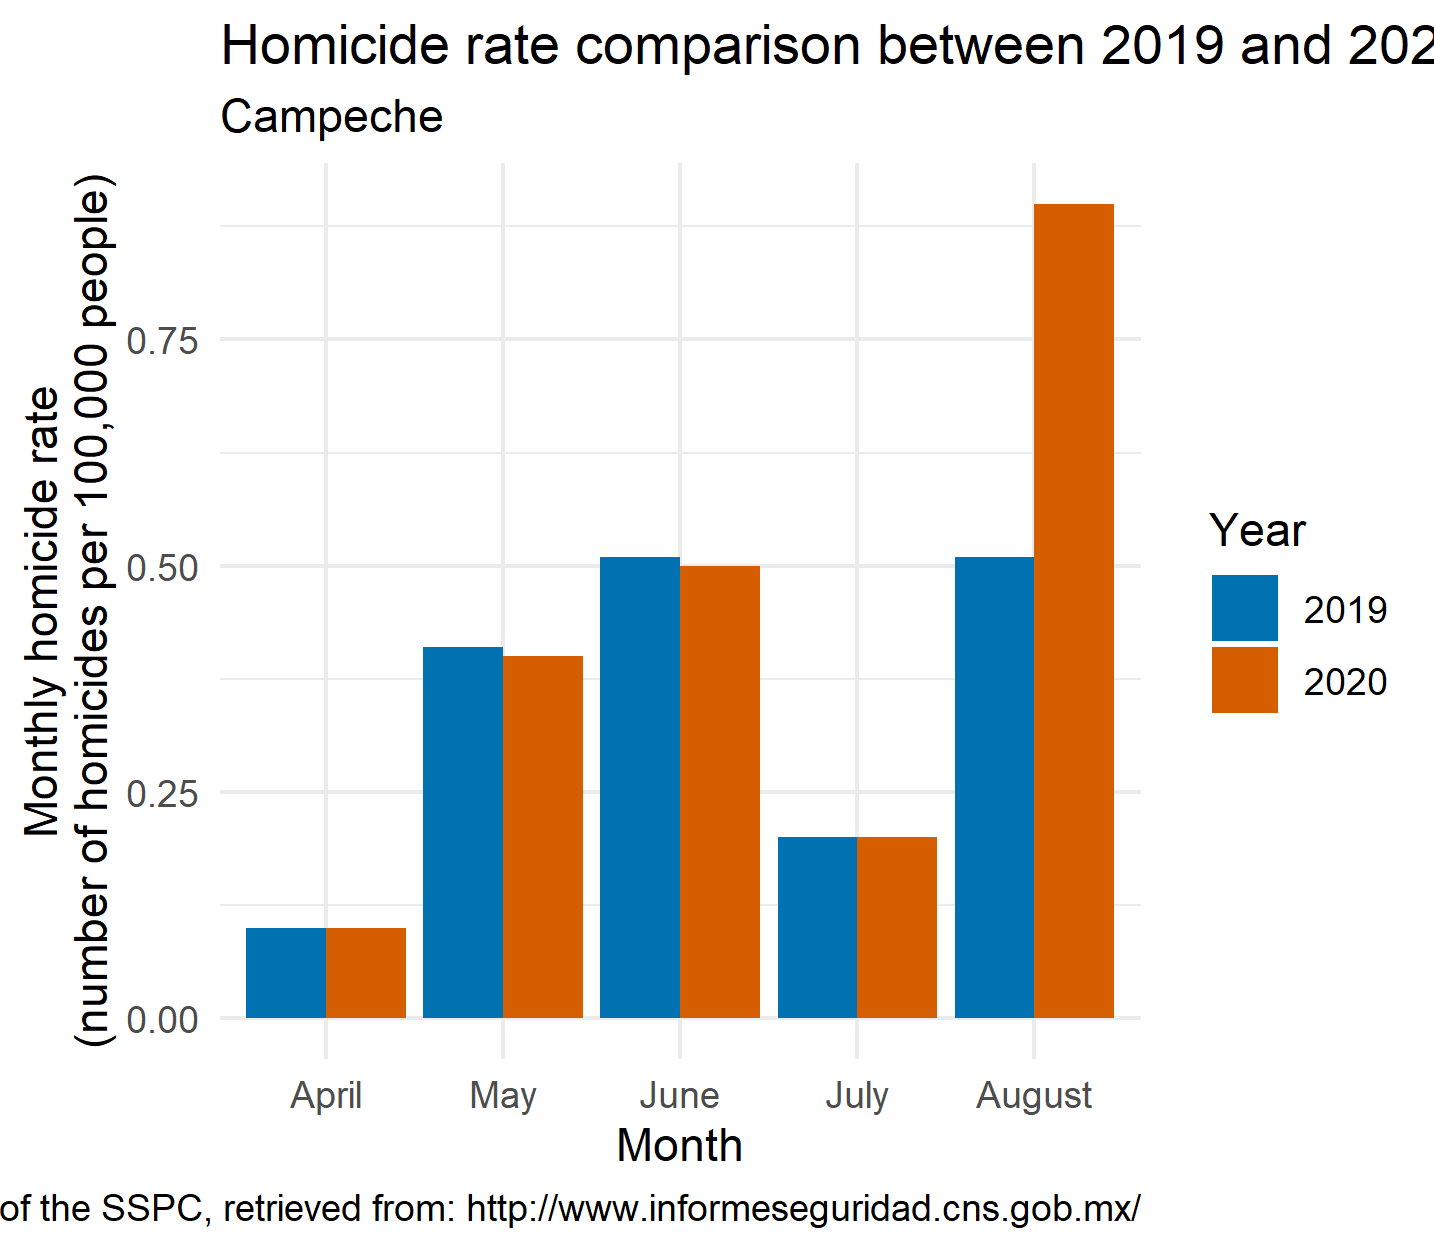 Homicide rate comparison between 2019 and 202
Campeche
Monthly homicide rate
(number of homicides per 100,000 people)
0.75
0.50
0.25
0.00
April May June July August
Month
Year
2019
2020
of the SSPC, retrieved from: http://www.informeseguridad.cns.gob.mx/